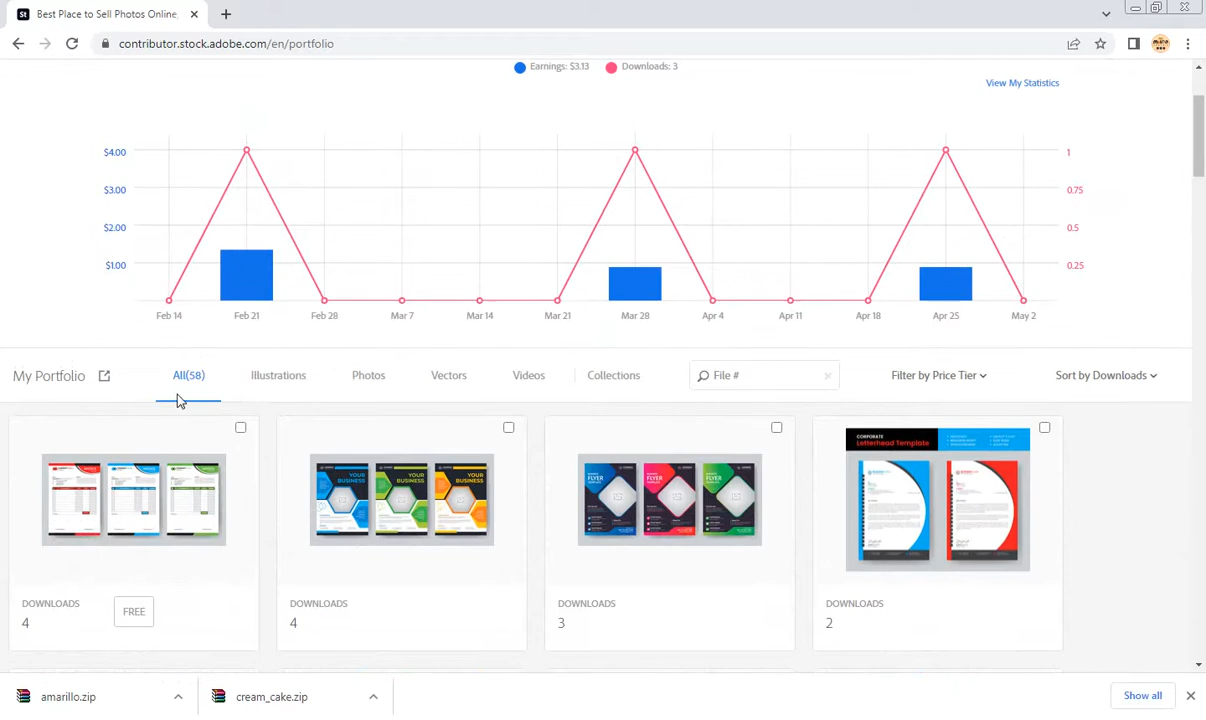 Best Place to Sell Photos Online,
contributor.stock.adobe.com/en/portfolio
Earnings: $3.13 Downloads: 3
View My Statistics
$4.00 1
$3.00 0.75
$2.00 0.5
$1.00 0.25
Feb 14 Feb 21 Feb 28 Mar 7 Mar 14 Mar 21 Mar 28 Apr 4 Apr 11 Apr 18 Apr 25 May 2
My Portfolio All(58) Illustrations Photos Vectors Videos Collections File # Filter by Price Tier Sort by Downloads
CORPORATE
Letterhead Template
YOUR
BUSINESS
YOUR
BUSINESS
YOUR
BUSINESS
FLYER
FLYER
FLYER
DOWNLOADS DOWNLOADS DOWNLOADS DOWNLOADS
4 FREE 4 3 2
amarillo.zip cream_cake.zip Show all